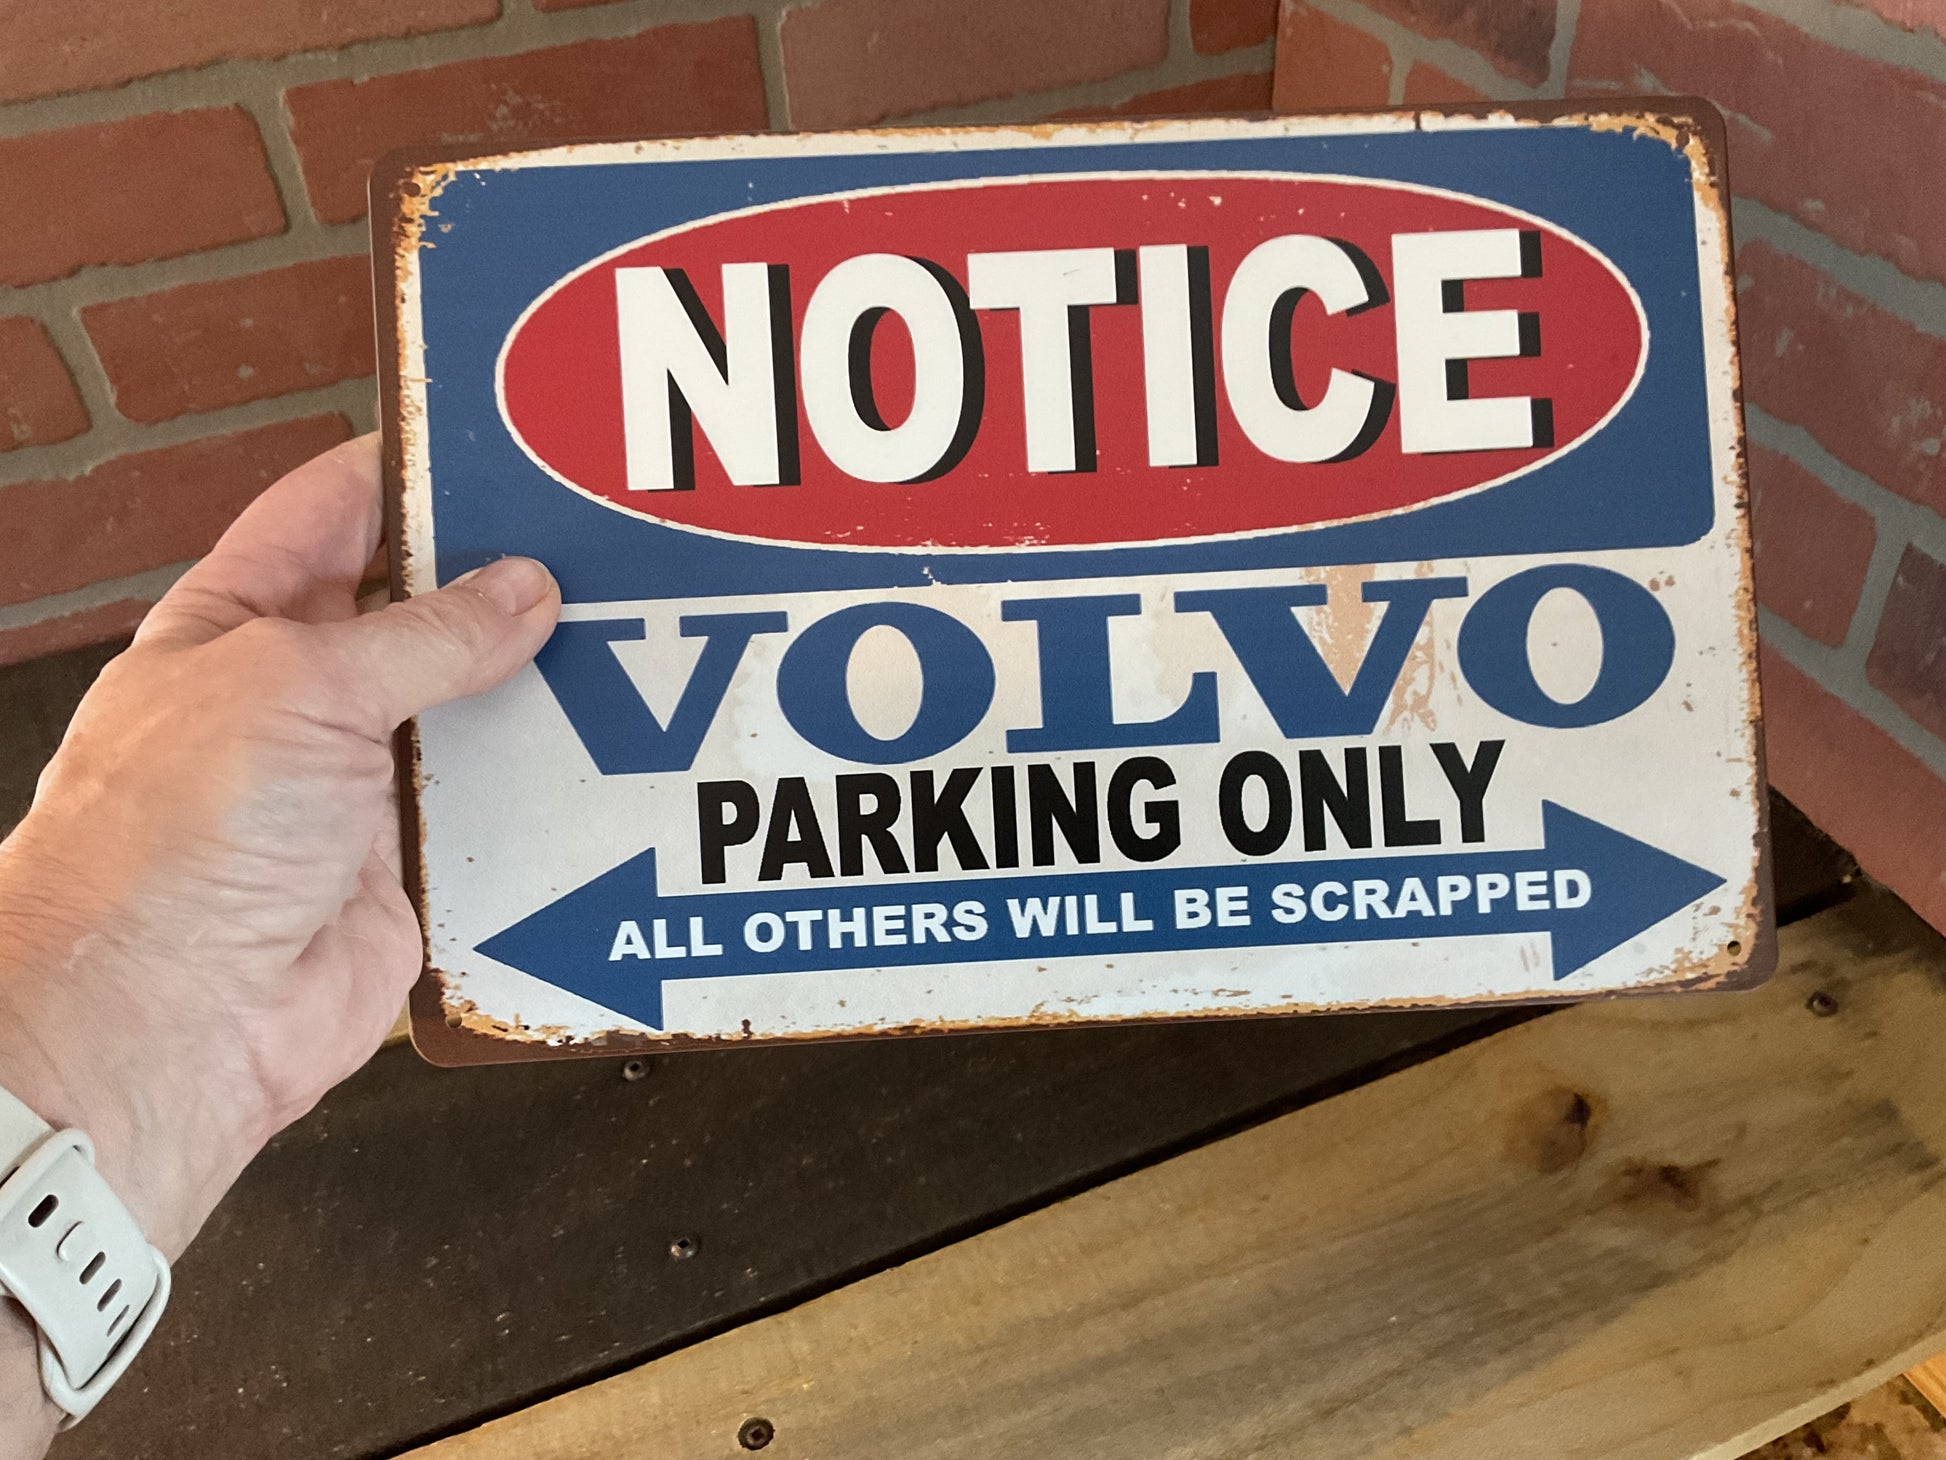 NOTICE
VOLVO
PARKING ONLY
ALL OTHERS WILL BE SCRAPPED